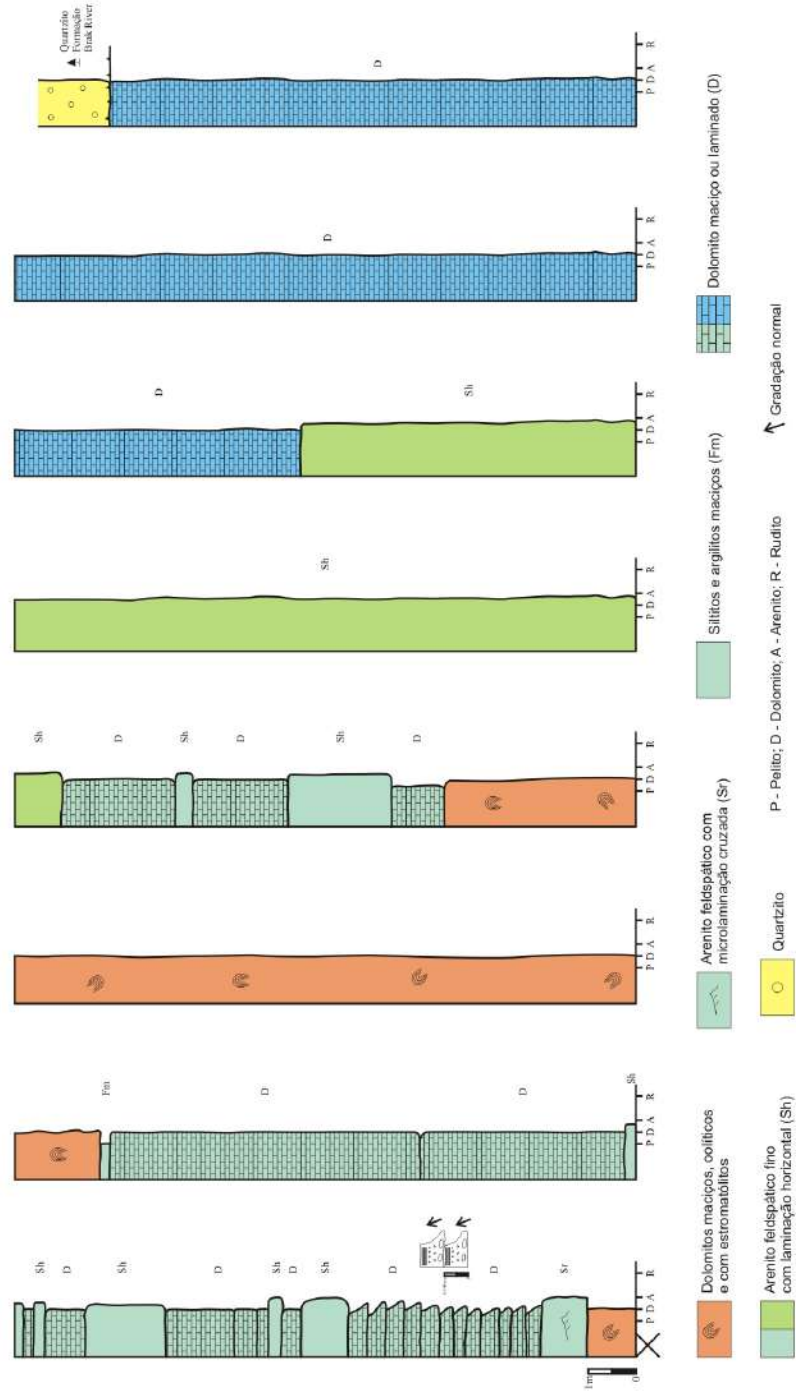 Sh
D
Sh
Sh
D
Sh
D
D
Sr
1m
0
P D A R
Fm
D
D
Sh
P D A R
P D A R
Sh
D
Sh
D
Sh
D
P D A R
Sh
P D A R
D
Sh
P D A R
D
P D A R
Quartzito
Formação
Brak River
D
P D A R
Dolomitos maciços, oolíticos
e com estromatólitos
Arenito feldspático com
microlaminação cruzada (Sr)
Siltitos e argilitos maciços (Fm)
Dolomito maciço ou laminado (D)
Arenito feldspático fino
com laminação horizontal (Sh)
Quartzito
P - Pelito; D - Dolomito; A - Arenito; R - Rudito
Gradação normal